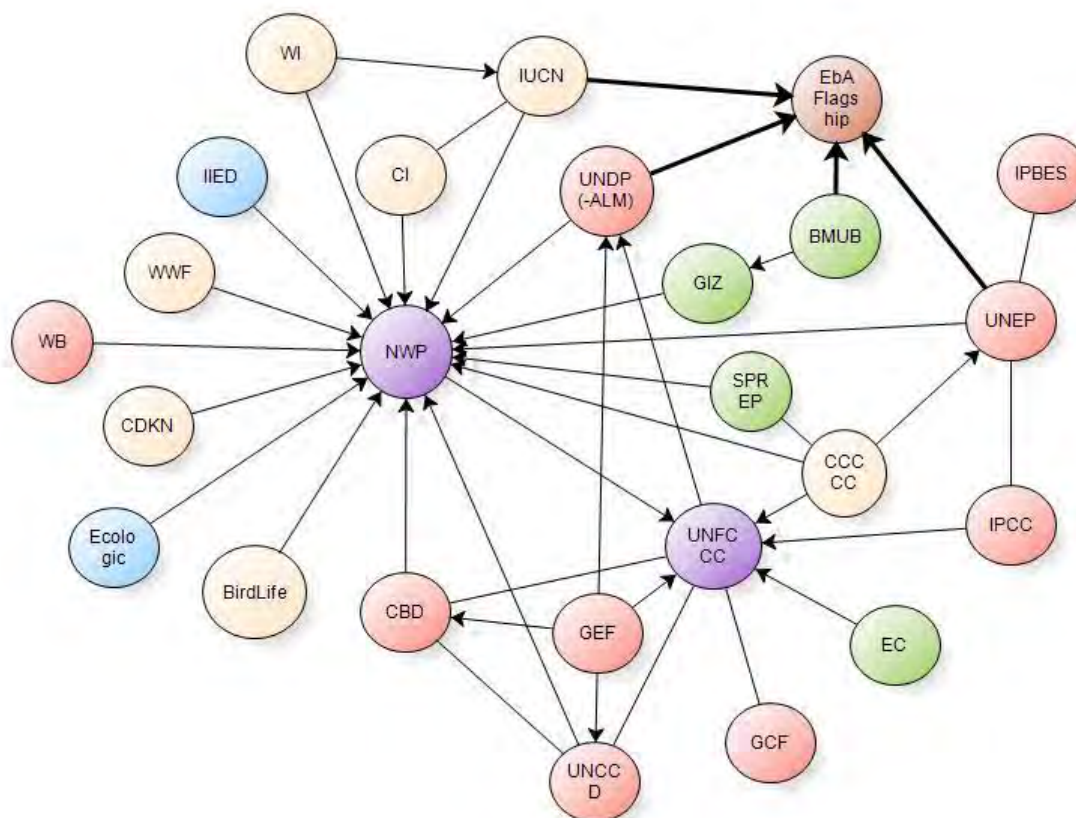 WI
IUCN
EbA
Flags
hip
IIED
CI
UNDP
(-ALM)
IPBES
BMUB
WWF
GIZ
WB
NWP
UNEP
SPR
EP
CDKN
CCC
CC
Ecolo
gic
UNFC
CC
IPCC
BirdLife
CBD
GEF
EC
GCF
UNCC
D